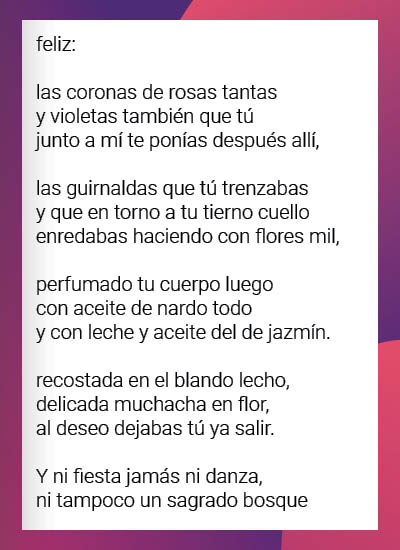 feliz:
las coronas de rosas tantas
y violetas también que tú
junto a mí te ponías después allí,
las guirnaldas que tú trenzabas
y que en torno a tu tierno cuello
enredabas haciendo con flores mil,
perfumado tu cuerpo luego
con aceite de nardo todo
y con leche y aceite del de jazmín.
recostada en el blando lecho,
delicada muchacha en flor,
al deseo dejabas tú ya salir.
Y ni fiesta jamás ni danza,
ni tampoco un sagrado bosque